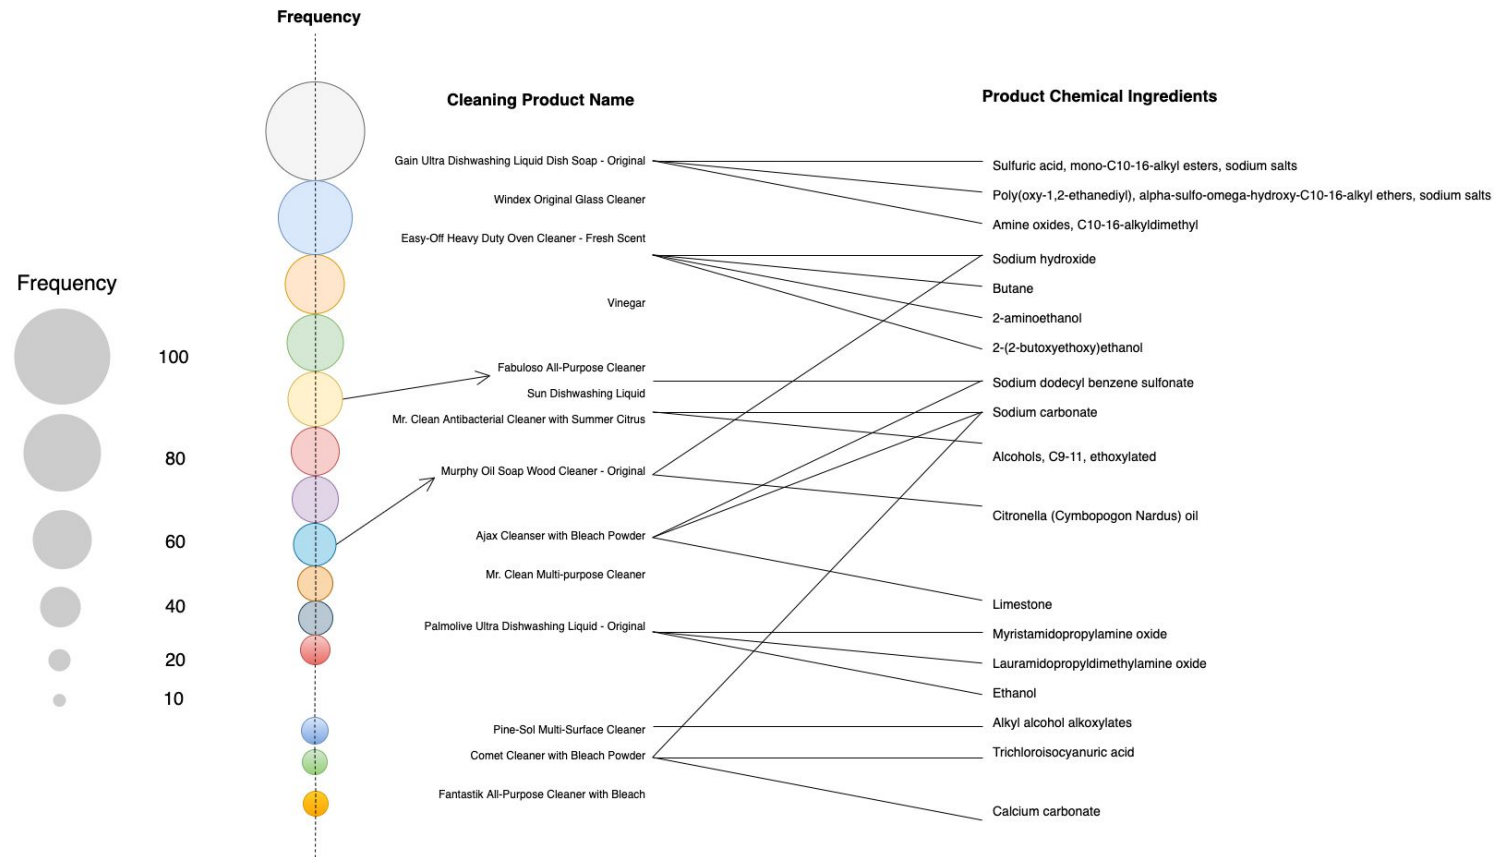 Frequency
Cleaning Product Name
Product Chemical Ingredients
Gain Ultra Dishwashing Liquid Dish Soap - Original
Sulfuric acid, mono-C10-16-alkyl esters, sodium salts
Windex Original Glass Cleaner
Poly(oxy-1,2-ethanediyl), alpha-sulfo-omega-hydroxy-C10-16-alkyl ethers, sodium salts
Amine oxides, C10-16-alkyldimethyl
Easy-Off Heavy Duty Oven Cleaner - Fresh Scent
Sodium hydroxide
Frequency
Butane
Vinegar
2-aminoethanol
2-(2-butoxyethoxy)ethanol
100
Fabuloso All-Purpose Cleaner
Sodium dodecyl benzene sulfonate
Sun Dishwashing Liquid
Sodium carbonate
Mr. Clean Antibacterial Cleaner with Summer Citrus
80
Alcohols, C9-11, ethoxylated
Murphy Oil Soap Wood Cleaner - Original
Citronella (Cymbopogon Nardus) oil
60
Ajax Cleanser with Bleach Powder
Mr. Clean Multi-purpose Cleaner
40
Limestone
Palmolive Ultra Dishwashing Liquid - Original
Myristamidopropylamine oxide
20
Lauramidopropyldimethylamine oxide
10
Ethanol
Pine-Sol Multi-Surface Cleaner
Alkyl alcohol alkoxylates
Comet Cleaner with Bleach Powder
Trichloroisocyanuric acid
Fantastik All-Purpose Cleaner with Bleach
Calcium carbonate